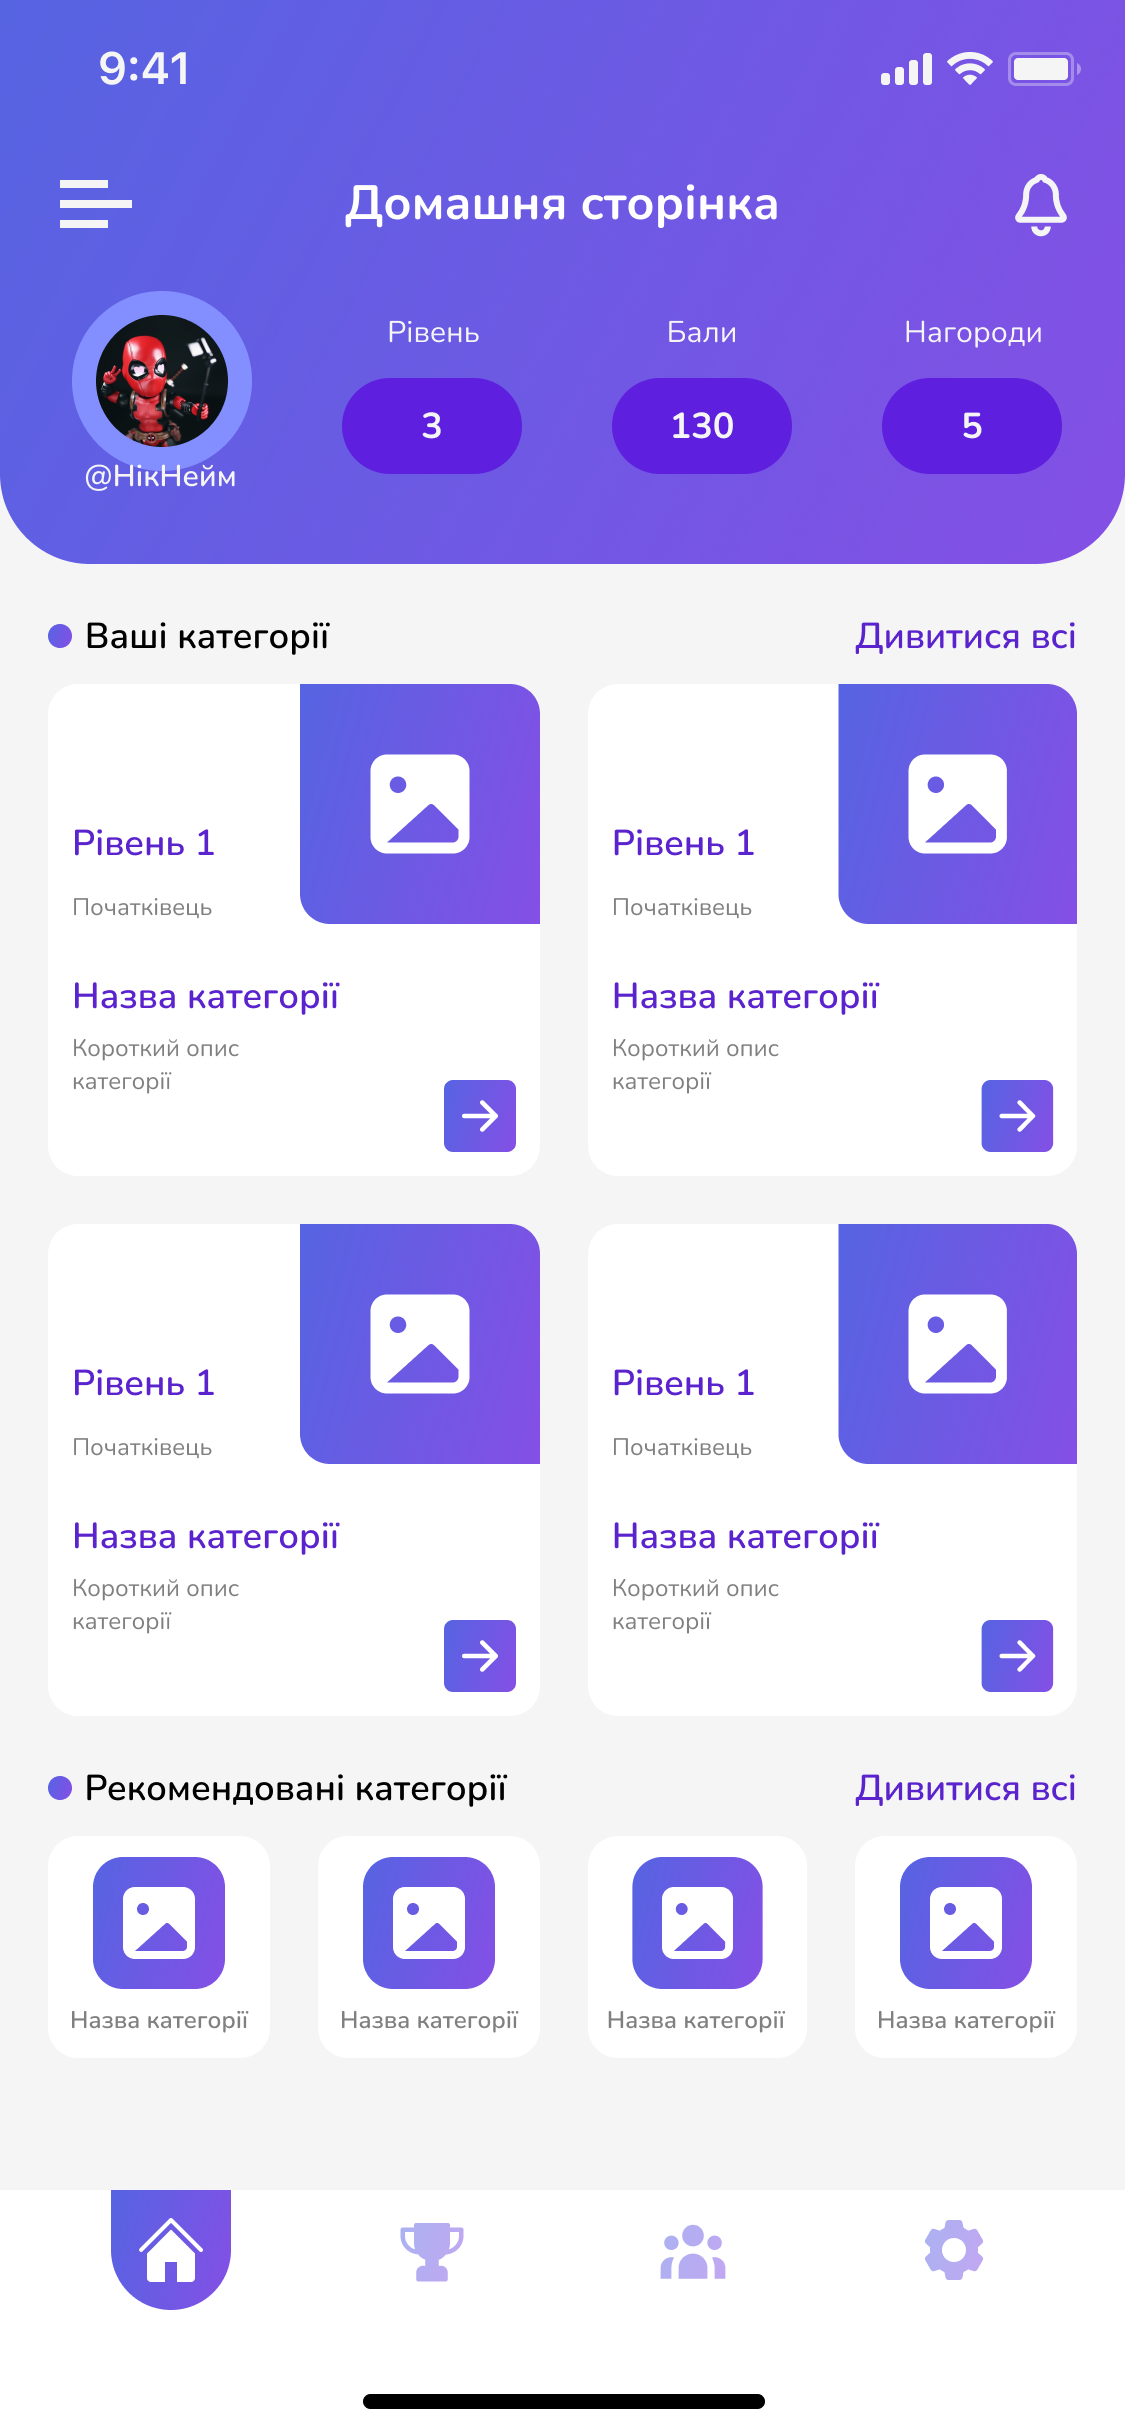 9:41
Домашня сторінка
Рівень
Бали
Нагороди
3
130
5
@НікНейм
Ваші категорії
Дивитися всі
Рівень 1
Початківець
Назва категорії
Короткий опис
категорії
Рівень 1
Початківець
Назва категорії
Короткий опис
категорії
Рівень 1
Початківець
Назва категорії
Короткий опис
категорії
Рівень 1
Початківець
Назва категорії
Короткий опис
категорії
Рекомендовані категорії
Дивитися всі
Назва категорії
Назва категорії
Назва категорії
Назва категорії